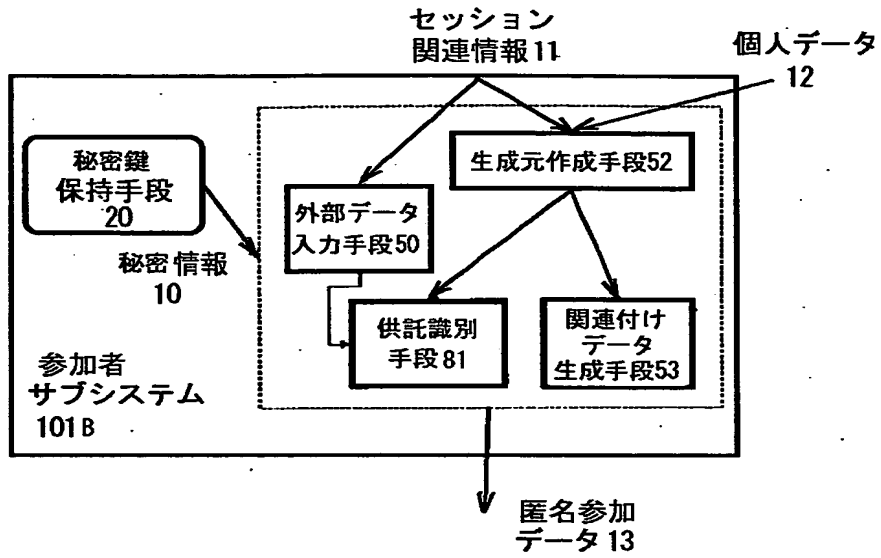 セッション
関連情報11
個人データ
12
秘密鍵
保持手段
20
生成元作成手段52
外部データ
入力手段50
秘密情報
10
供託識別
手段81
関連付け
データ
生成手段53
参加者
サブシステム
101B
匿名参加
データ13